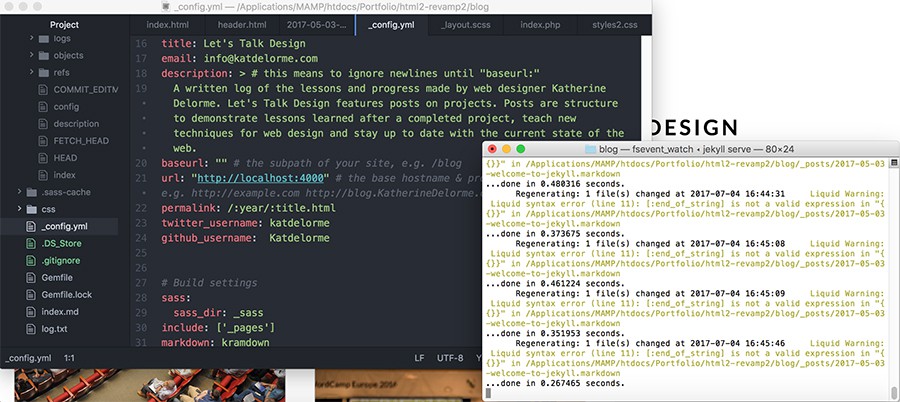 _config.yml — /Applications/MAMP/htdocs/Portfolio/html2-revamp2/blog
Project
index.html
header.html
2017-05-03-...
_config.yml
_layout.scss
index.php
styles2.css
logs
objects
refs
COMMIT_EDITM
config
description
FETCH_HEAD
HEAD
index
.sass-cache
css
_config.yml
.DS_Store
.gitignore
Gemfile
Gemfile.lock
index.md
log.txt
16 title: Let's Talk Design
17 email: info@katdelorme.com
18 description: > # this means to ignore newlines until "baseurl:"
19 A written log of the lessons and progress made by web designer Katherine
Delorme. Let's Talk Design features posts on projects. Posts are structure
to demonstrate lessons learned after a completed project, teach new
techniques for web design and stay up to date with the current state of the
web.
20 baseurl: "" # the subpath of your site, e.g. /blog
21 url: "http://localhost:4000" # the base hostname & pr
e.g. http://example.com http://blog.KatherineDelorme.c
22 permalink: /:year/:title.html
23 twitter_username: katdelorme
24 github_username: Katdelorme
25
26
27 # Build settings
28 sass:
29 sass_dir: _sass
30 include: ['_pages']
31 markdown: kramdown
_config.yml 1:1
LF UTF-8 Y
DESIGN
blog — fsevent_watch • jekyll serve — 80×24
{}}" in /Applications/MAMP/htdocs/Portfolio/html2-revamp2/blog/_posts/2017-05-03
-welcome-to-jekyll.markdown
...done in 0.480316 seconds.
Regenerating: 1 file(s) changed at 2017-07-04 16:44:31 Liquid Warning:
Liquid syntax error (line 11): [:end_of_string] is not a valid expression in "{
{}}" in /Applications/MAMP/htdocs/Portfolio/html2-revamp2/blog/_posts/2017-05-03
-welcome-to-jekyll.markdown
...done in 0.373675 seconds.
Regenerating: 1 file(s) changed at 2017-07-04 16:45:08 Liquid Warning:
Liquid syntax error (line 11): [:end_of_string] is not a valid expression in "{
{}}" in /Applications/MAMP/htdocs/Portfolio/html2-revamp2/blog/_posts/2017-05-03
-welcome-to-jekyll.markdown
...done in 0.461224 seconds.
Regenerating: 1 file(s) changed at 2017-07-04 16:45:09 Liquid Warning:
Liquid syntax error (line 11): [:end_of_string] is not a valid expression in "{
{}}" in /Applications/MAMP/htdocs/Portfolio/html2-revamp2/blog/_posts/2017-05-03
-welcome-to-jekyll.markdown
...done in 0.351953 seconds.
Regenerating: 1 file(s) changed at 2017-07-04 16:45:46 Liquid Warning:
Liquid syntax error (line 11): [:end_of_string] is not a valid expression in "{
{}}" in /Applications/MAMP/htdocs/Portfolio/html2-revamp2/blog/_posts/2017-05-03
-welcome-to-jekyll.markdown
...done in 0.267465 seconds.